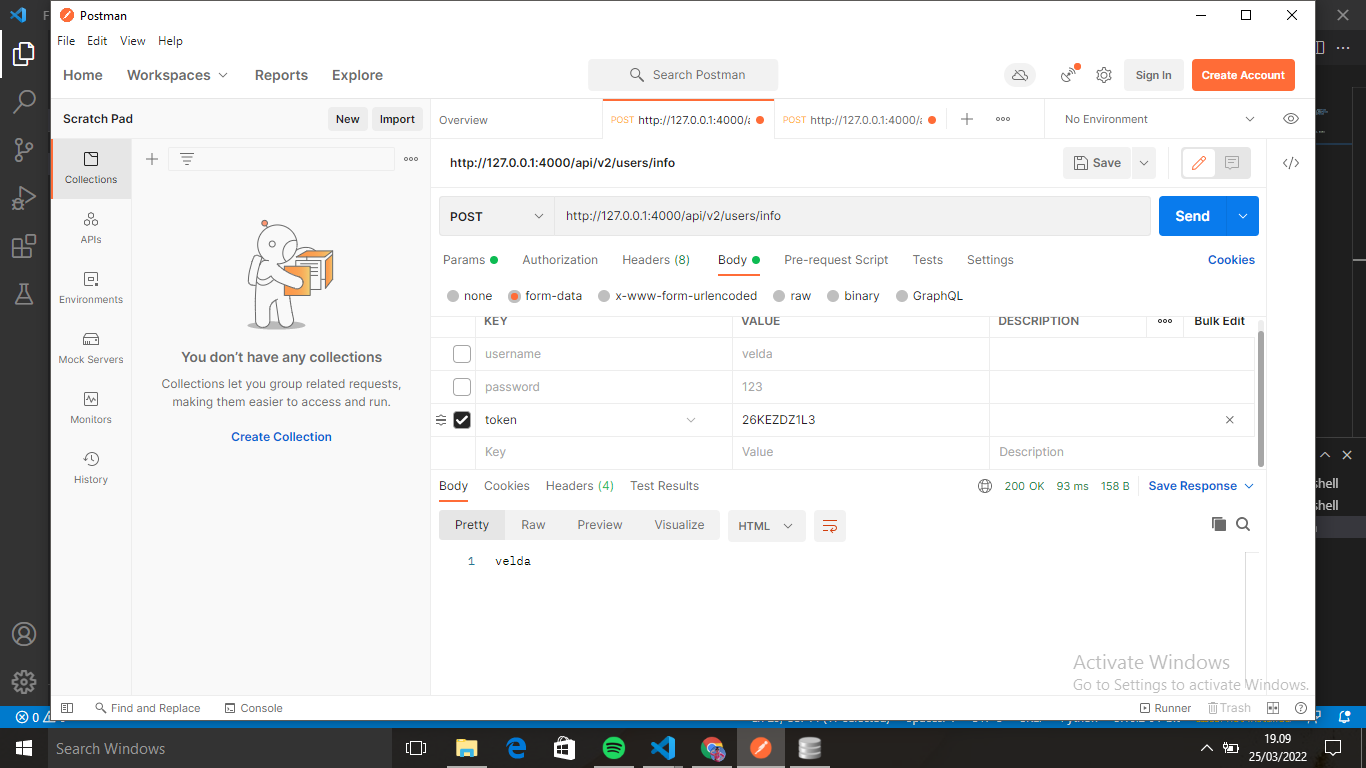 Postman
F
File Edit View Help
Home Workspaces Reports Explore
Search Postman
Sign In
Create Account
Scratch Pad
New Import
Overview
POST http://127.0.0.1:4000/a
POST http://127.0.0.1:4000/a
No Environment
Collections
APIs
Environments
Mock Servers
Monitors
History
You don't have any collections
Collections let you group related requests,
making them easier to access and run.
Create Collection
http://127.0.0.1:4000/api/v2/users/info
Save
POST
http://127.0.0.1:4000/api/v2/users/info
Send
Params Authorization Headers (8) Body Pre-request Script Tests Settings
Cookies
none form-data x-www-form-urlencoded raw binary GraphQL
KEY VALUE DESCRIPTION
Bulk Edit
username velda
password 123
token 26KEZDZ1L3
Key Value Description
Body Cookies Headers (4) Test Results
200 OK 93 ms 158 B Save Response
Pretty Raw Preview Visualize HTML
1 velda
hell
hell
Activate Windows
Go to Settings to activate Windows.
Find and Replace Console
Runner Trash
0
Search Windows
19.09
25/03/2022